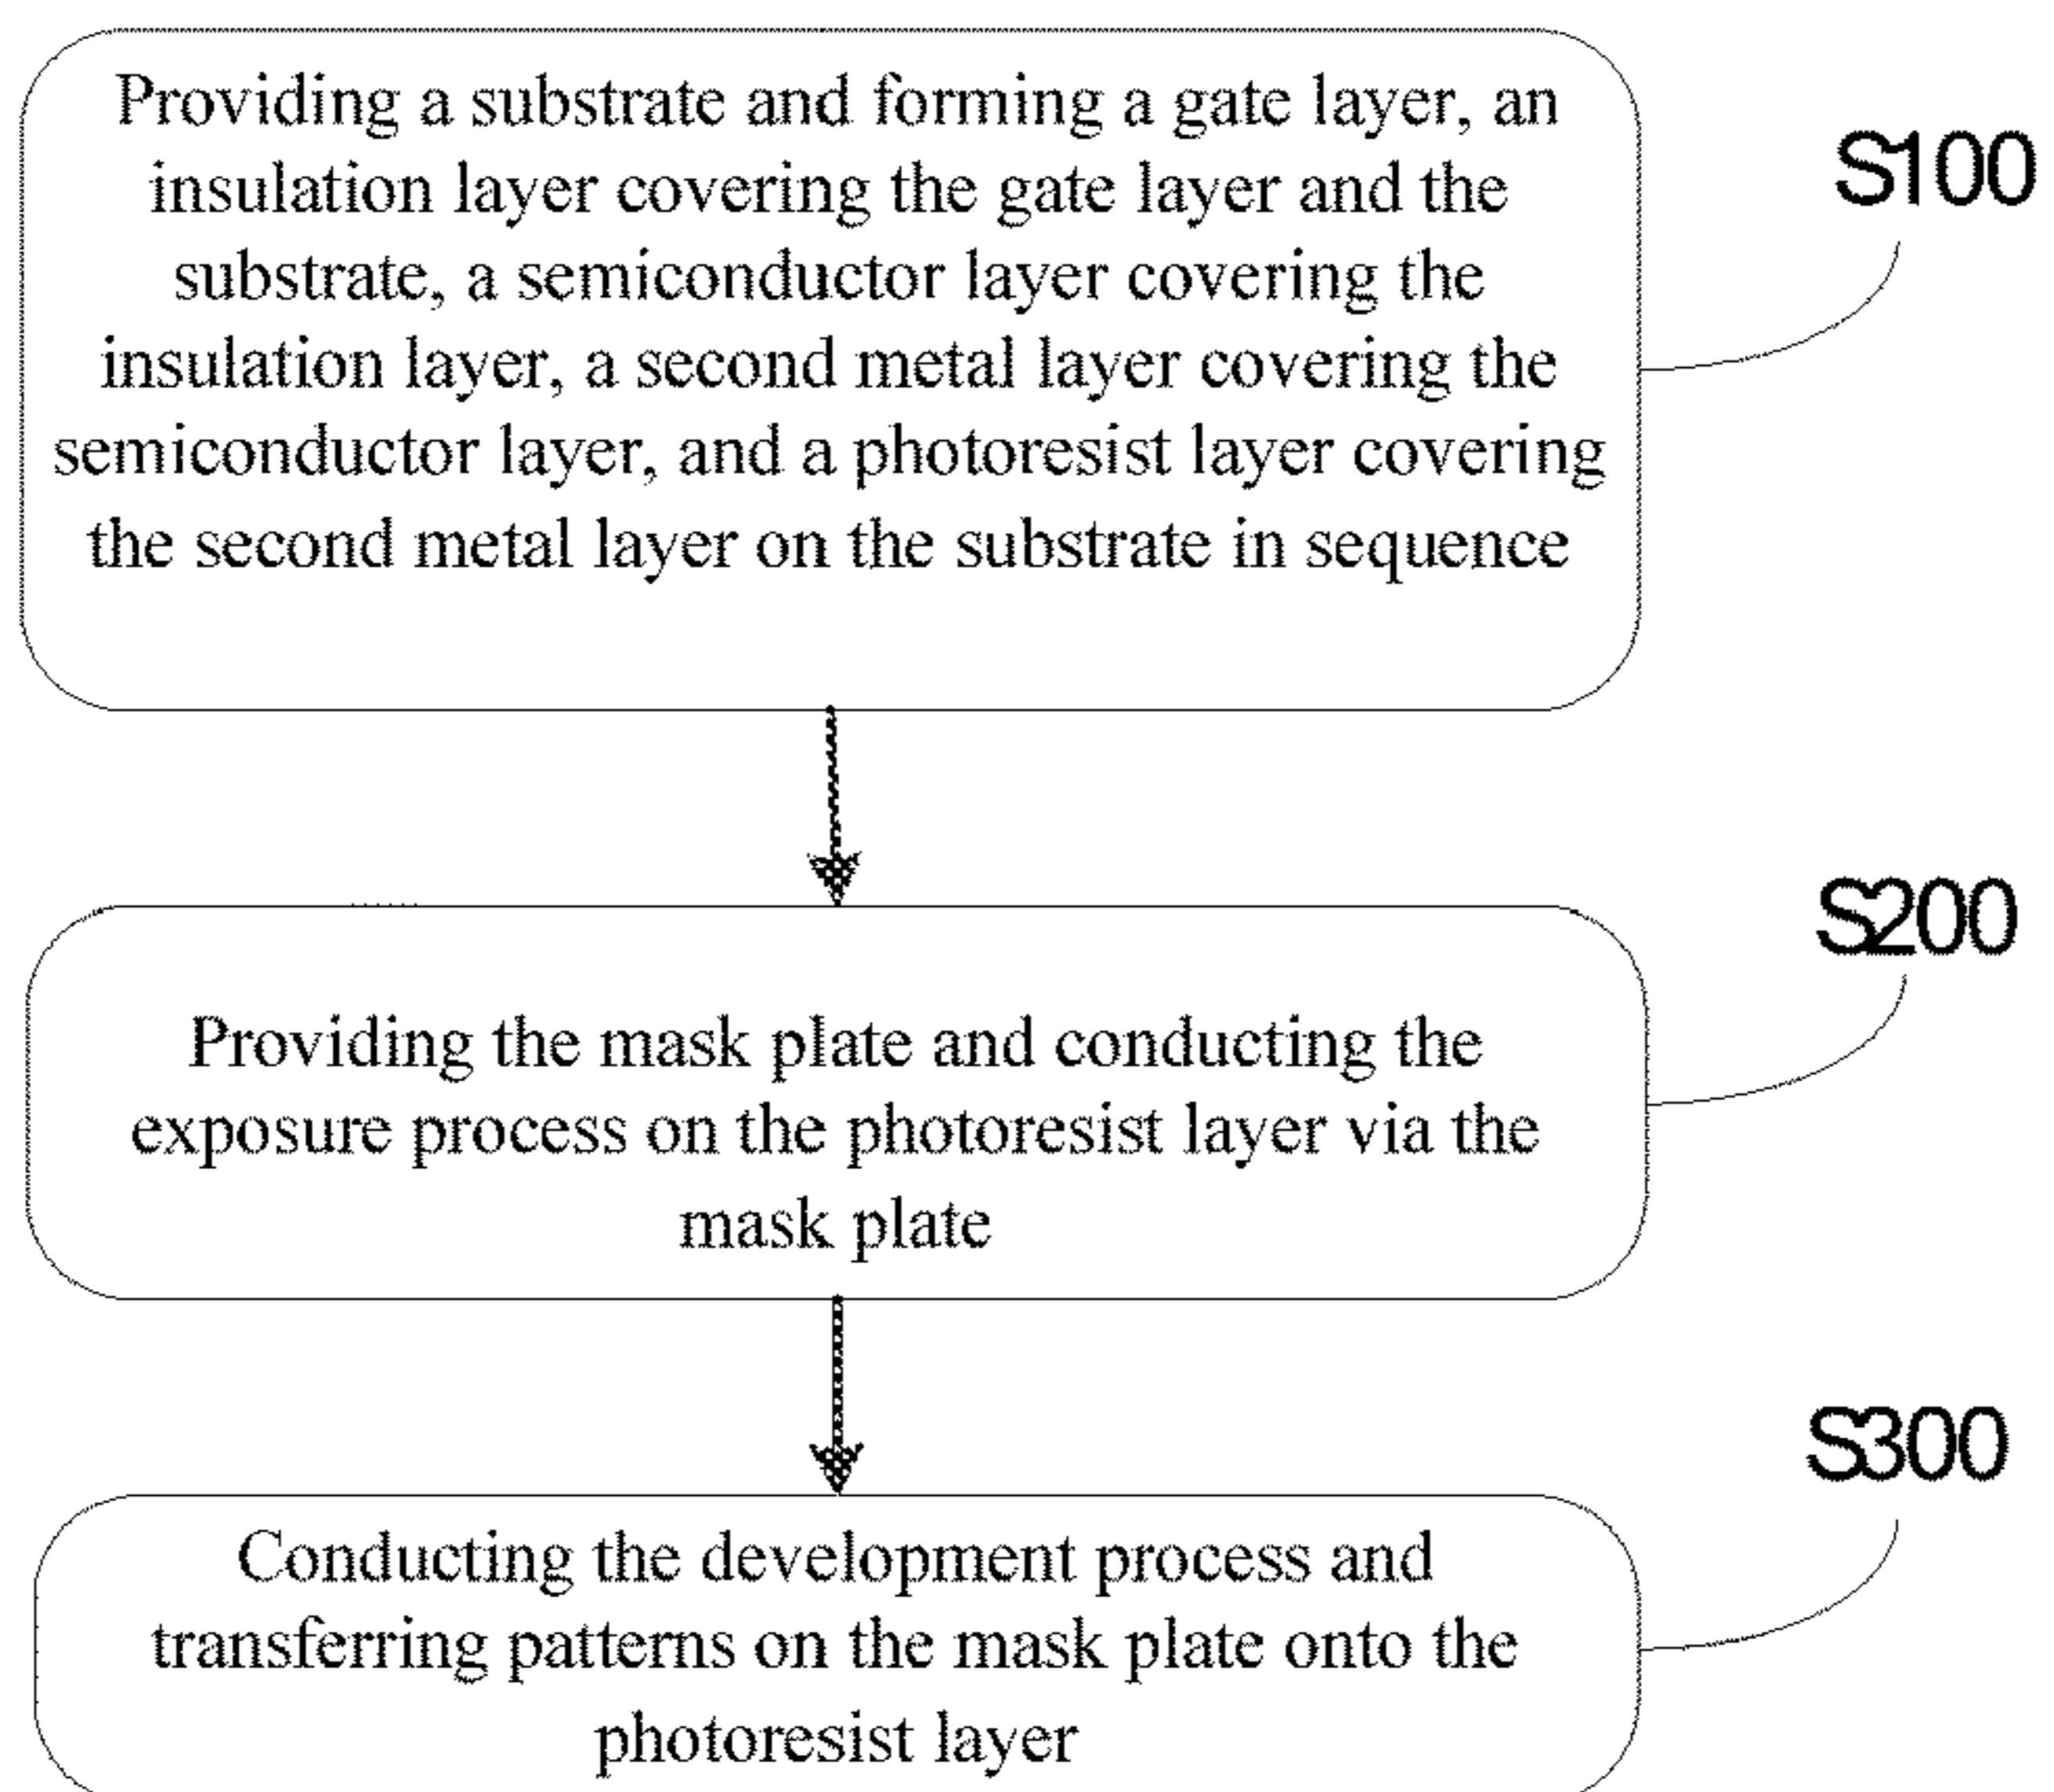 Providing a substrate and forming a gate layer, an
insulation layer covering the gate layer and the
substrate, a semiconductor layer covering the
insulation layer, a second metal layer covering the
semiconductor layer, and a photoresist layer covering
the second metal layer on the substrate in sequence
S100
Providing the mask plate and conducting the
exposure process on the photoresist layer via the
mask plate
S200
Conducting the development process and
transferring patterns on the mask plate onto the
photoresist layer
S300